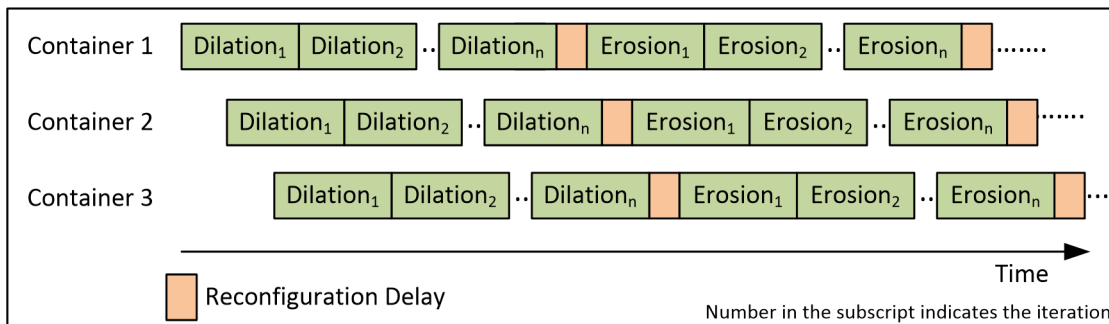 Container 1 Dilation₁ Dilation₂ .. Dilationₙ Erosion₁ Erosion₂ .. Erosionₙ .......
Container 2 Dilation₁ Dilation₂ .. Dilationₙ Erosion₁ Erosion₂ .. Erosionₙ .......
Container 3 Dilation₁ Dilation₂ .. Dilationₙ Erosion₁ Erosion₂ .. Erosionₙ ...
Time
Reconfiguration Delay
Number in the subscript indicates the iteration